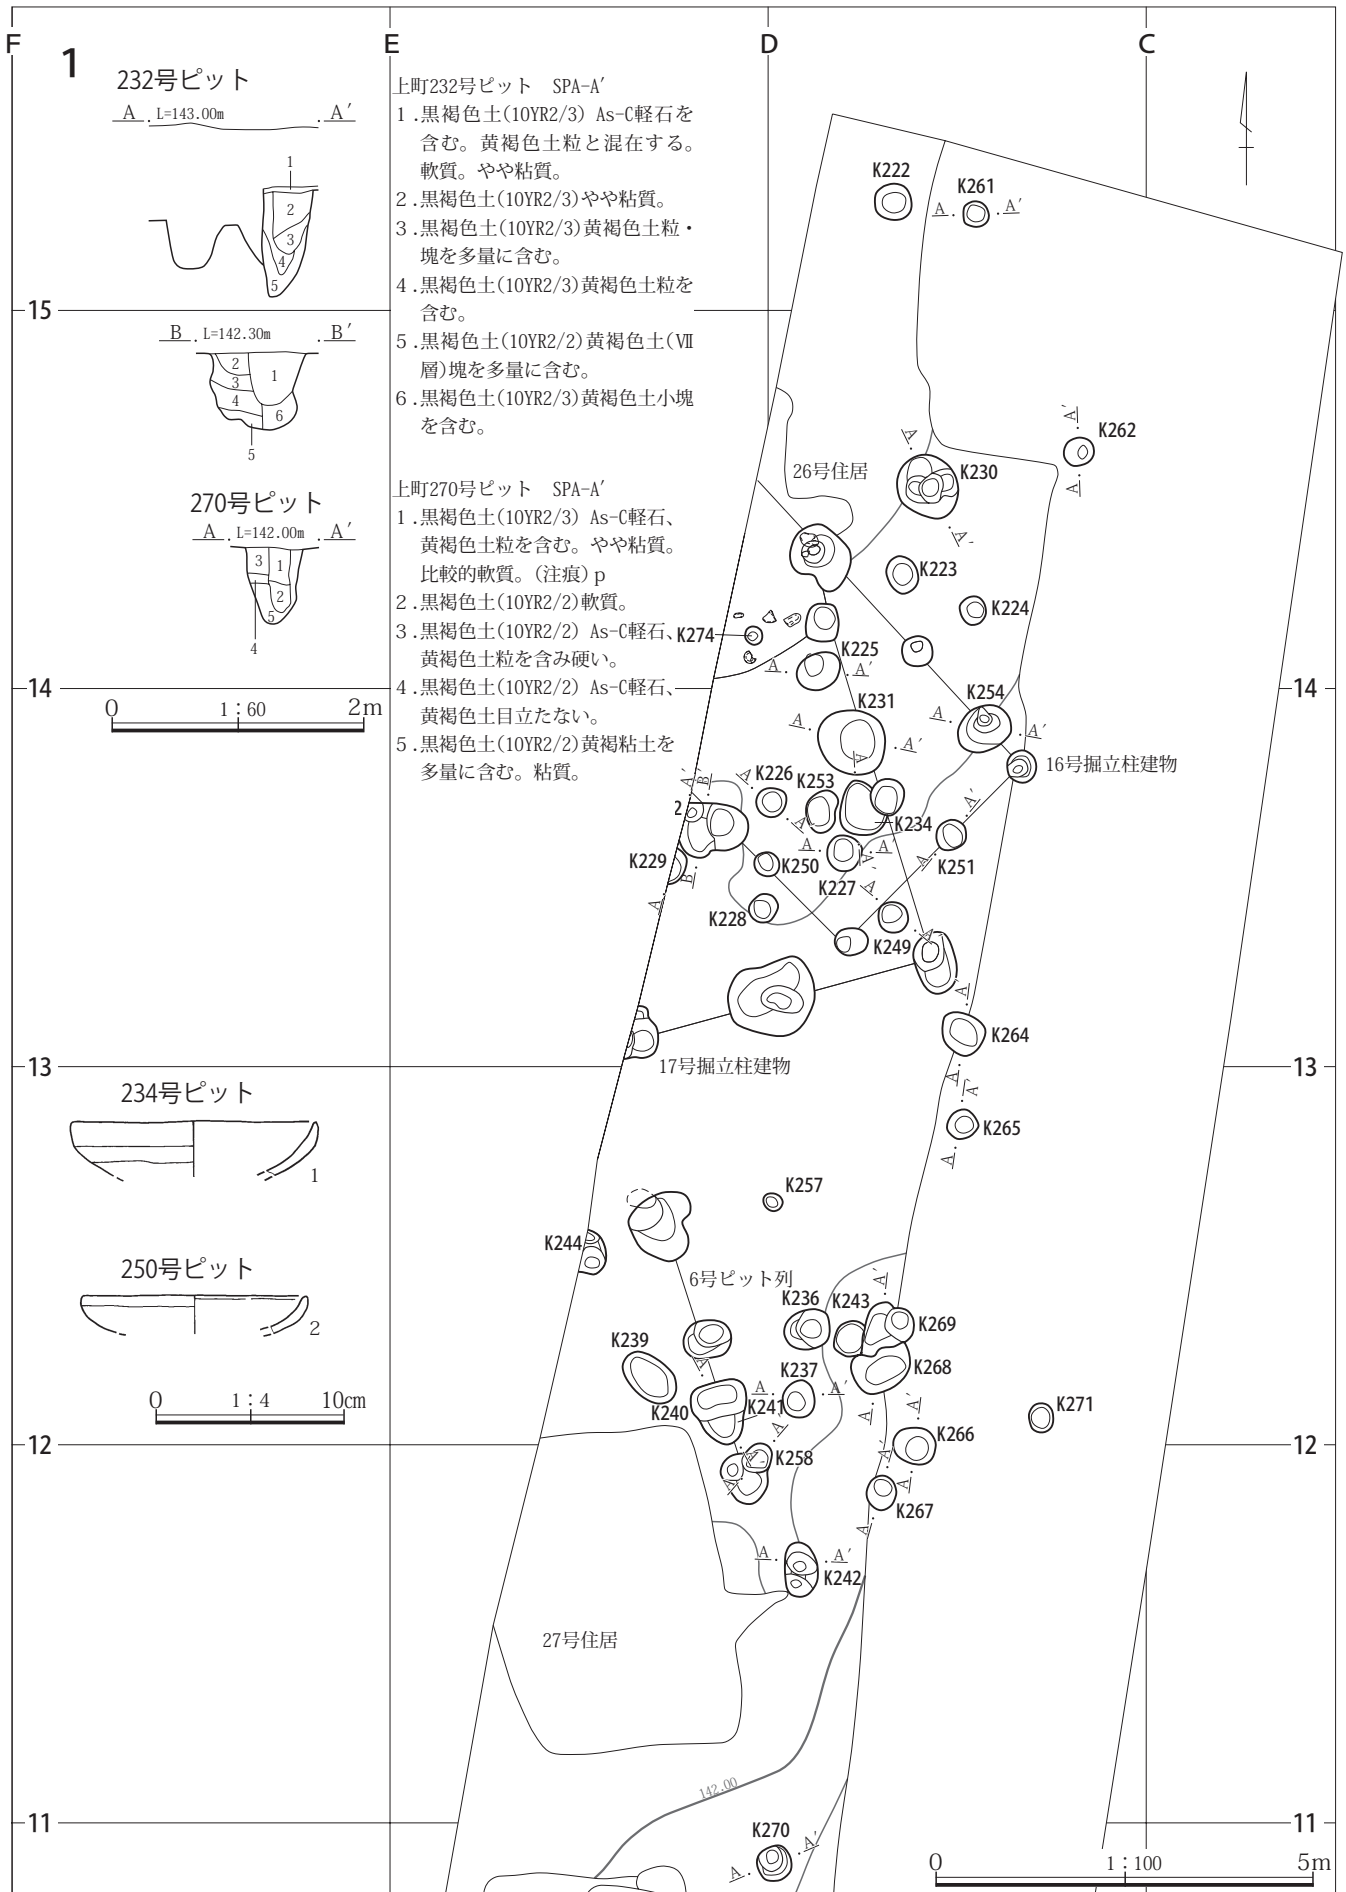 F
E
D
C
1
232号ピット
A . L=143.00m . A′
1
2
3
4
5
15
B . L=142.30m . B′
2
1
3
4
6
5
270号ピット
A . L=142.00m . A′
3
1
2
5
4
14
0 1：60 2m
上町232号ピット SPA-A′
1．黒褐色土(10YR2/3) As-C軽石を
含む。黄褐色土粒と混在する。
軟質。やや粘質。
2．黒褐色土(10YR2/3)やや粘質。
3．黒褐色土(10YR2/3)黄褐色土粒・
塊を多量に含む。
4．黒褐色土(10YR2/3)黄褐色土粒を
含む。
5．黒褐色土(10YR2/2)黄褐色土(Ⅶ
層)塊を多量に含む。
6．黒褐色土(10YR2/3)黄褐色土小塊
を含む。
上町270号ピット SPA-A′
1．黒褐色土(10YR2/3) As-C軽石、
黄褐色土粒を含む。やや粘質。
比較的軟質。(注痕)p
2．黒褐色土(10YR2/2)軟質。
3．黒褐色土(10YR2/2) As-C軽石、
黄褐色土粒を含み硬い。
4．黒褐色土(10YR2/2) As-C軽石、
黄褐色土目立たない。
5．黒褐色土(10YR2/2)黄褐粘土を
多量に含む。粘質。
13
234号ピット
1
250号ピット
2
0 1：4 10cm
12
11
K222
K261
A . . A′
A′
K262
A
26号住居
A
K230
A′
K223
K224
K274
K225
A . . A′
14
K231
A . . A′
K254
A . . A′
16号掘立柱建物
A′
B′
2
A
K226
A′
K253
A
K234
A′
K251
A
K229
B
A
K250
A . . A′
K227
A′
K228
A
K249
A′
A′
K264
A
13
17号掘立柱建物
A′
K265
A
K257
K244
6号ピット列
K236
K243
A′
K269
K268
A
K239
K240
A
K241
K237
A . . A′
A′
K258
A
A′
K266
A
K271
12
A′
K267
A
A . . A′
K242
27号住居
142.00
K270
A . . A′
11
0 1：100 5m